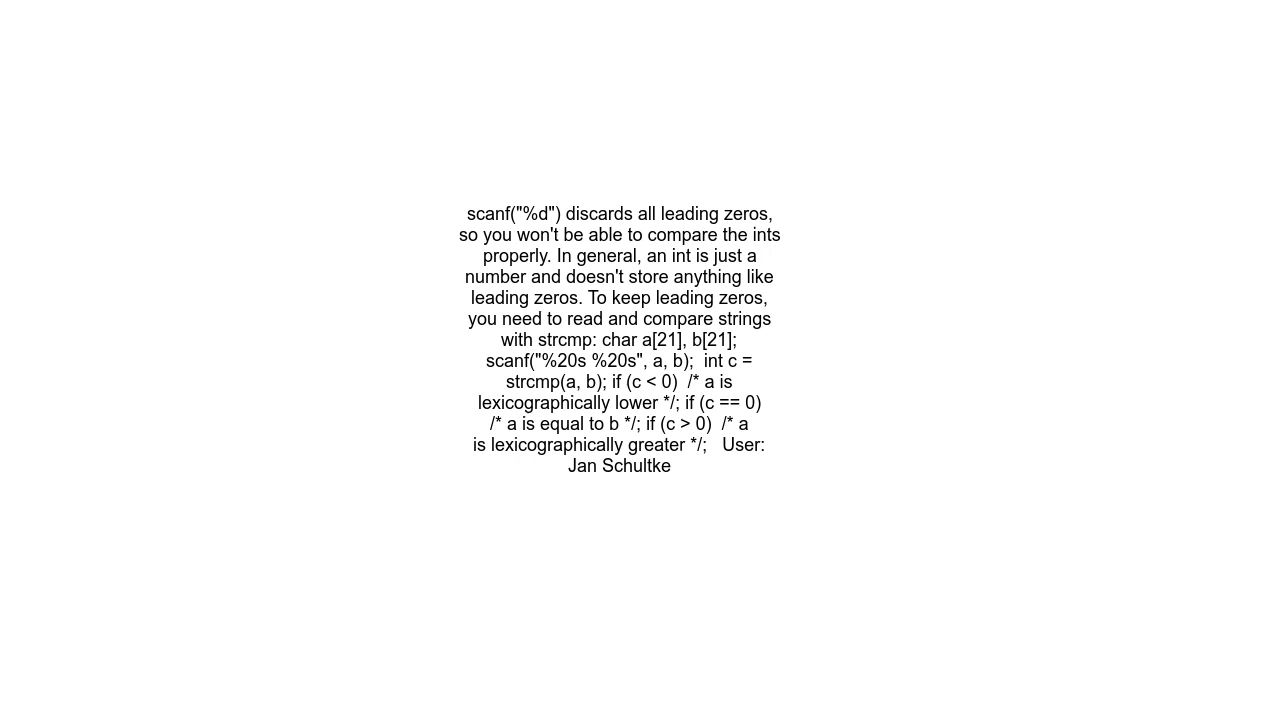 scanf("%d") discards all leading zeros,
so you won't be able to compare the ints
properly. In general, an int is just a
number and doesn't store anything like
leading zeros. To keep leading zeros,
you need to read and compare strings
with strcmp: char a[21], b[21];
scanf("%20s %20s", a, b);  int c =
strcmp(a, b); if (c < 0)  /* a is
lexicographically lower */; if (c == 0)
/* a is equal to b */; if (c > 0)  /* a
is lexicographically greater */;   User:
Jan Schultke